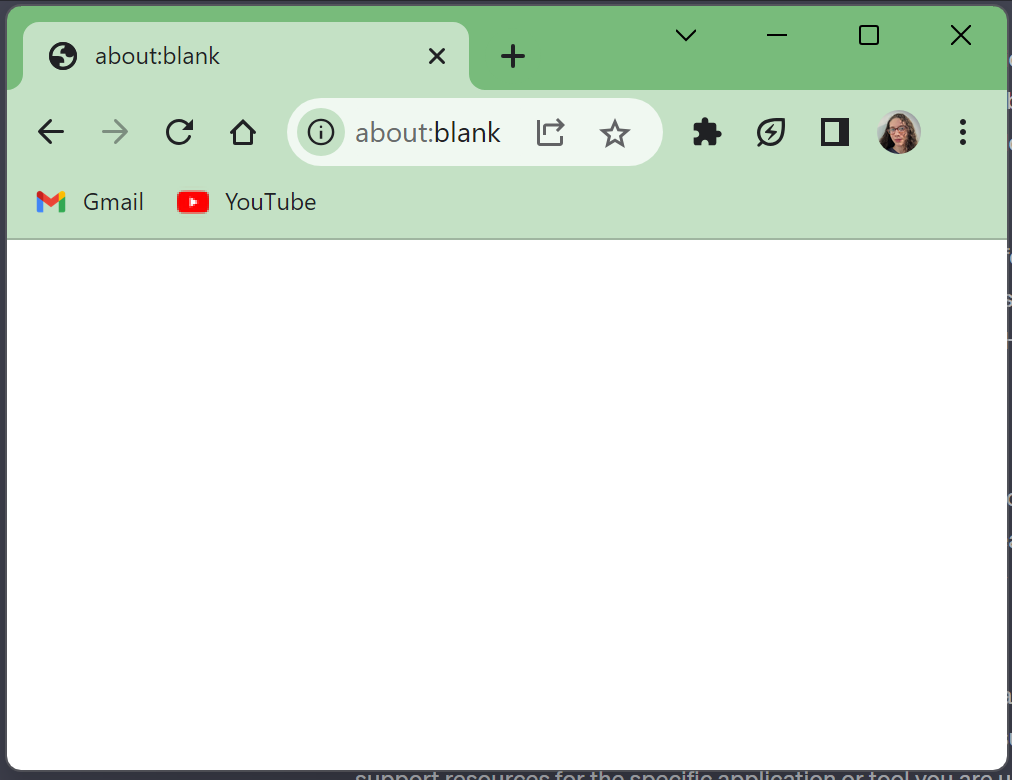 about:blank
about:blank
Gmail
YouTube
support resources for the specific application or tool you are u